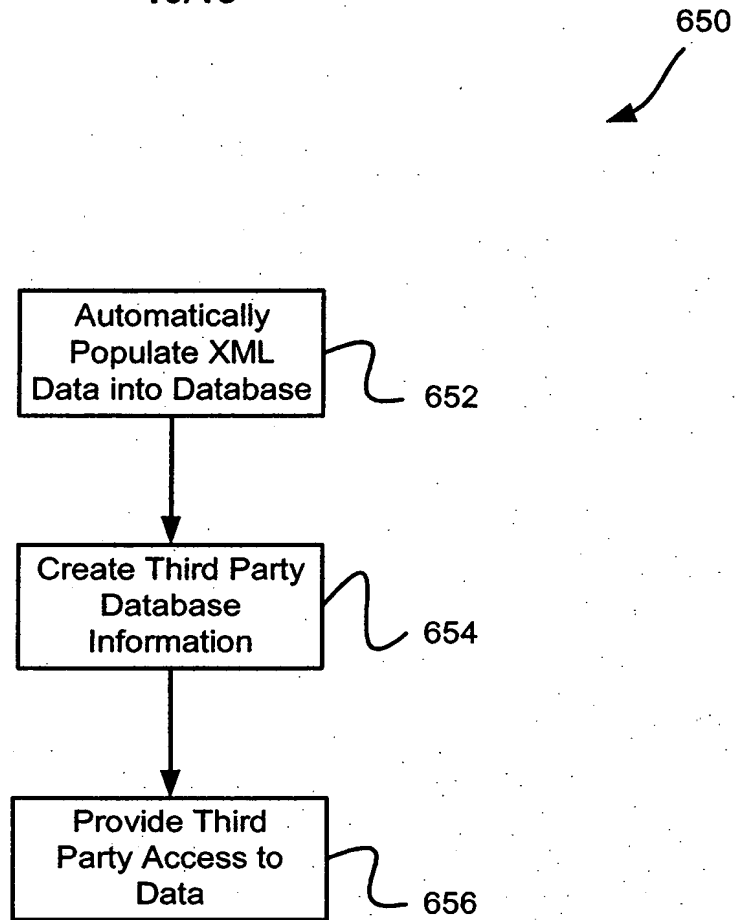 650
Automatically
Populate XML
Data into Database
652
Create Third Party
Database
Information
654
Provide Third
Party Access to
Data
656